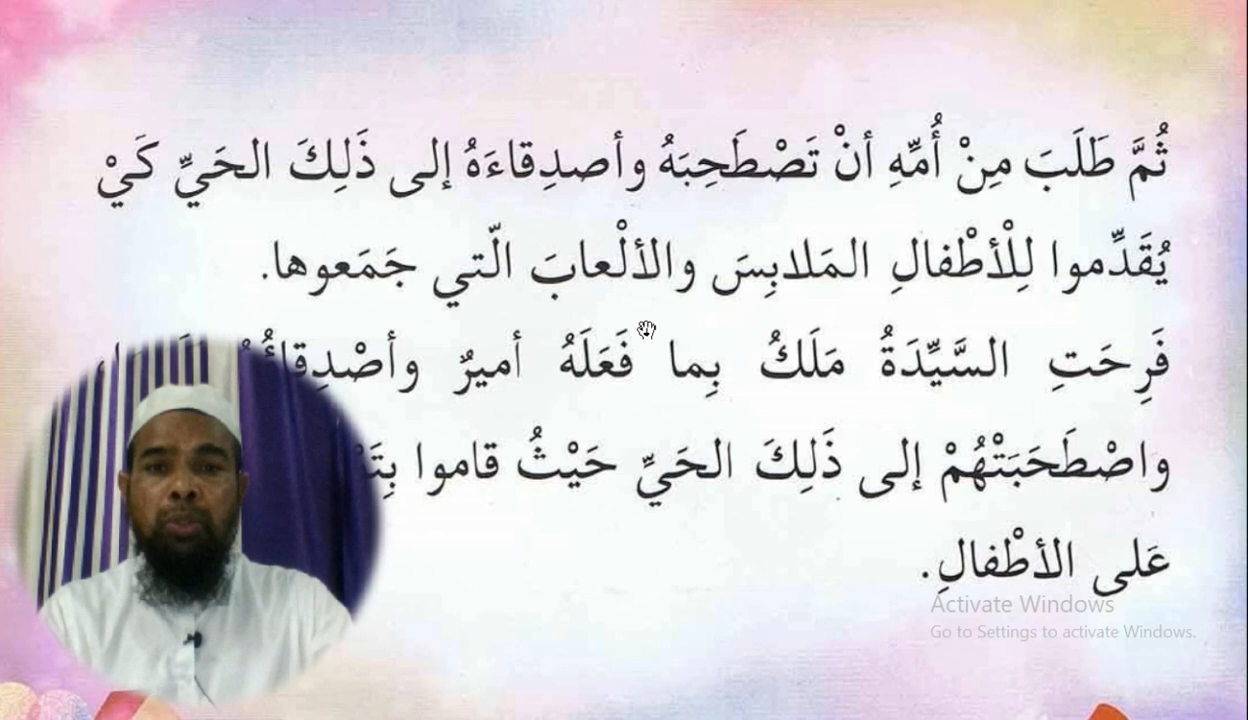 ثُمَّ طَلَبَ مِنْ أُمِّهِ أنْ تَصْطَحِبَهُ وأصدِقاءَهُ إلى ذَلِكَ الحَيِّ كَيْ
يُقَدِّموا لِلْأطْفالِ المَلابِسَ والألْعابَ الّتي جَمَعوها.
فَرِحَتِ السَّيِّدَةُ مَلَكُ بِما فَعَلَهُ أميرٌ وأصْدِقاؤُهُ
واصْطَحَبَتْهُمْ إلى ذَلِكَ الحَيِّ حَيْثُ قاموا
عَلى الأطْفالِ.
Activate Windows
Go to Settings to activate Windows.